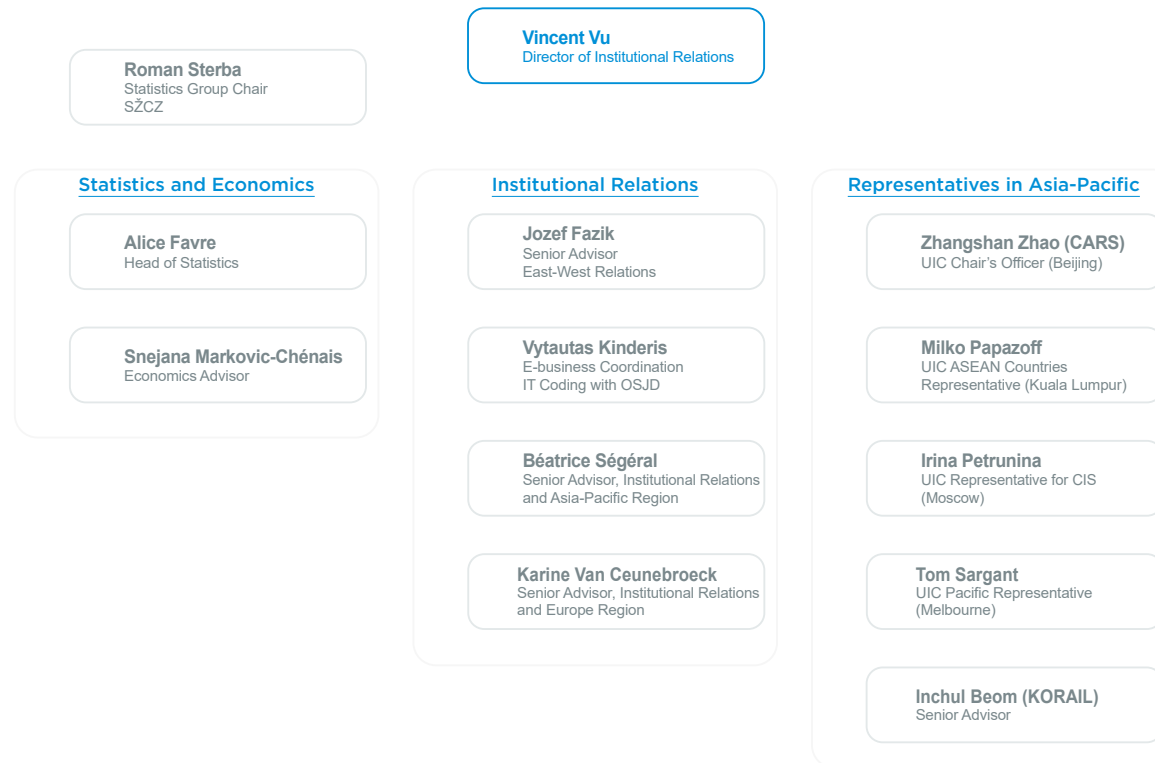 Vincent Vu
Director of Institutional Relations
Roman Sterba
Statistics Group Chair
SŽCZ
Statistics and Economics
Alice Favre
Head of Statistics
Snejana Markovic-Chénais
Economics Advisor
Institutional Relations
Jozef Fazik
Senior Advisor
East-West Relations
Vytautas Kinderis
E-business Coordination
IT Coding with OSJD
Béatrice Ségéral
Senior Advisor, Institutional Relations
and Asia-Pacific Region
Karine Van Ceunebroeck
Senior Advisor, Institutional Relations
and Europe Region
Representatives in Asia-Pacific
Zhangshan Zhao (CARS)
UIC Chair’s Officer (Beijing)
Milko Papazoff
UIC ASEAN Countries
Representative (Kuala Lumpur)
Irina Petrunina
UIC Representative for CIS
(Moscow)
Tom Sargant
UIC Pacific Representative
(Melbourne)
Inchul Beom (KORAIL)
Senior Advisor